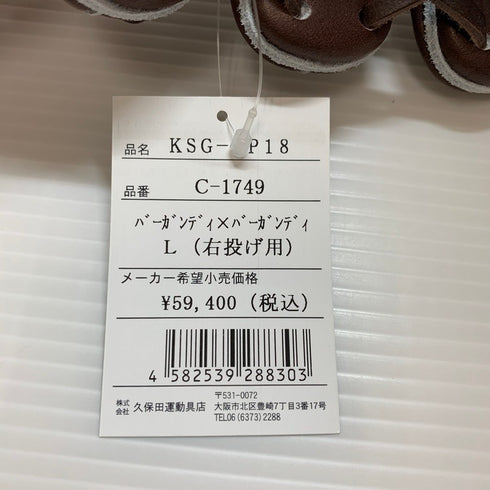 品名 KSG-
品番 C-1749
ﾊﾞｰｶﾞﾝﾃﾞｨ×ﾊﾞｰｶﾞﾝﾃﾞｨ
L (右投げ用)
メーカー希望小売価格
¥59,400(税込)
4 582539 288303
株式会社 久保田運動具店
〒531-0072
大阪市北区豊崎7丁目3番17号
TEL06(6373)2288